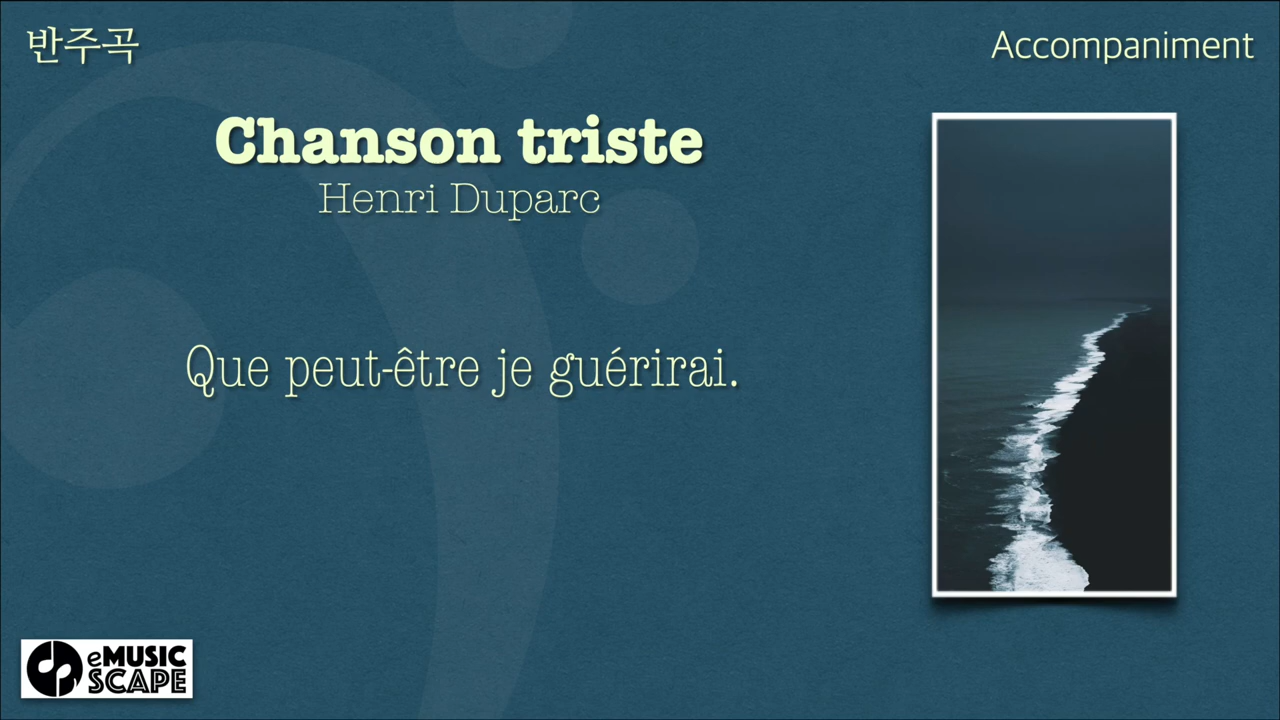 반주곡
Accompaniment
Chanson triste
Henri Duparc
Que peut-être je guérirai.
eMUSIC
SCAPE